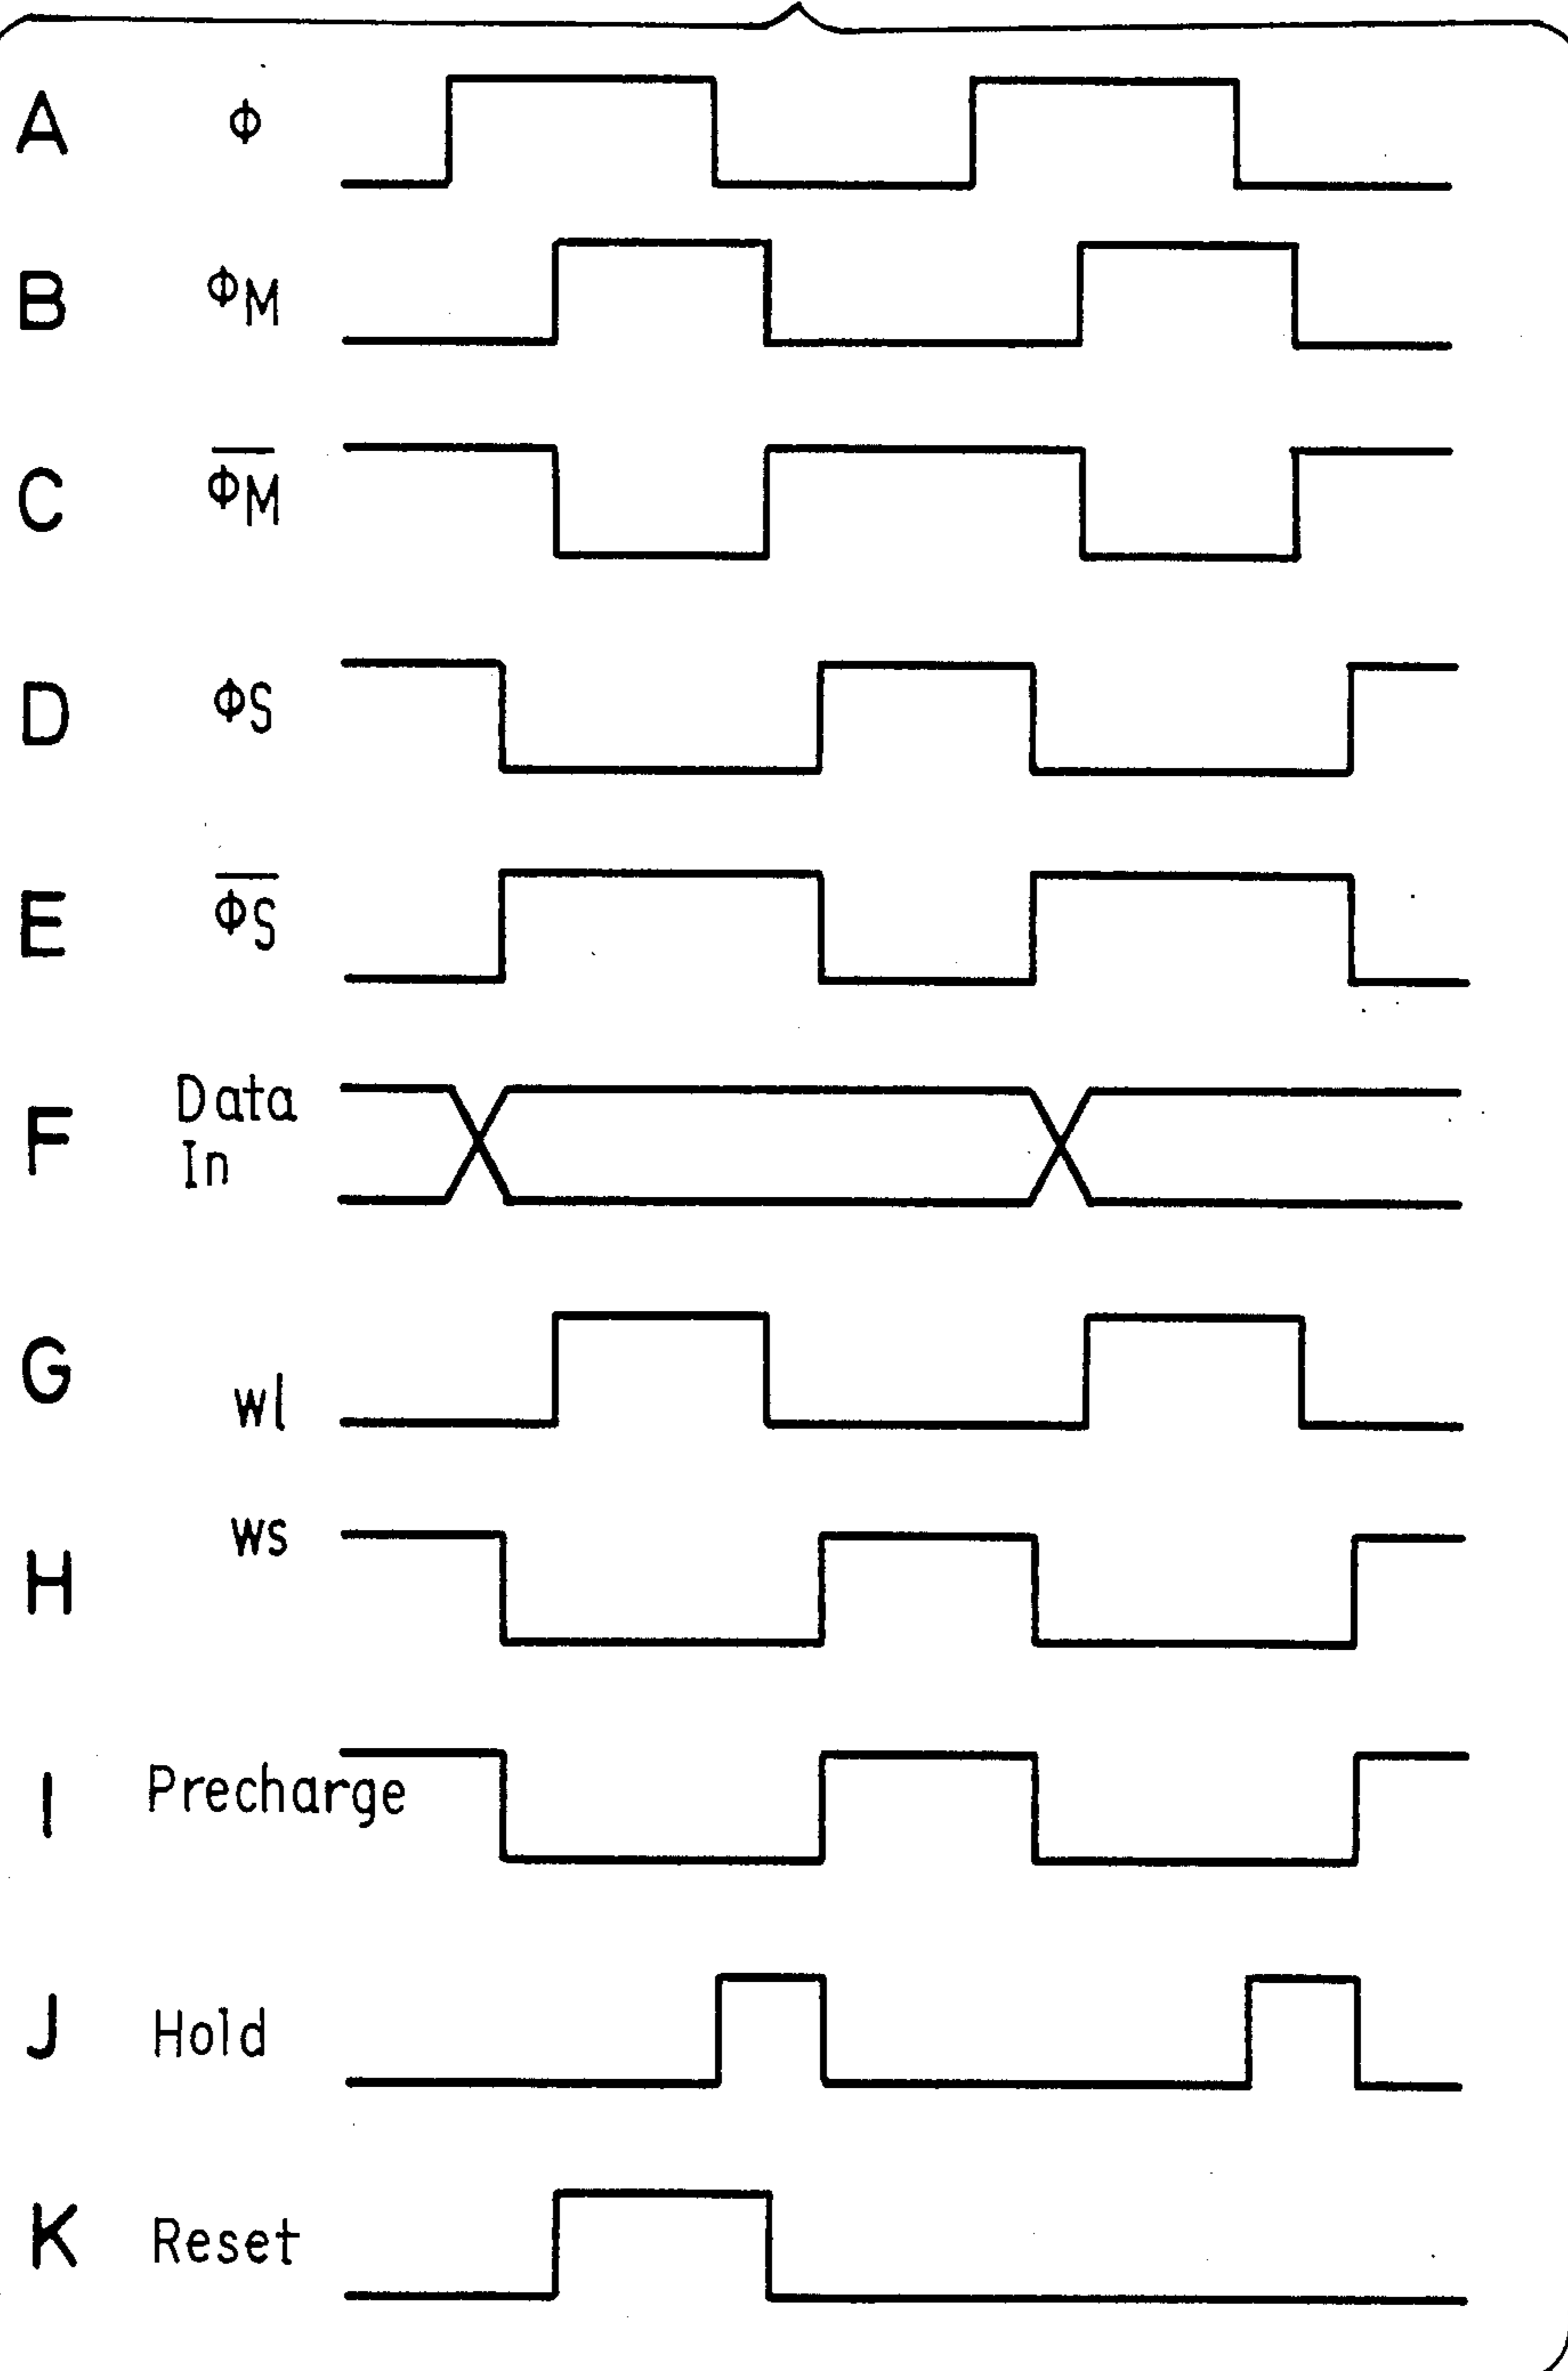 A ϕ
B ϕM
C ϕM̅
D ϕS
E ϕS̅
F Data
In
G wl
H ws
I Precharge
J Hold
K Reset